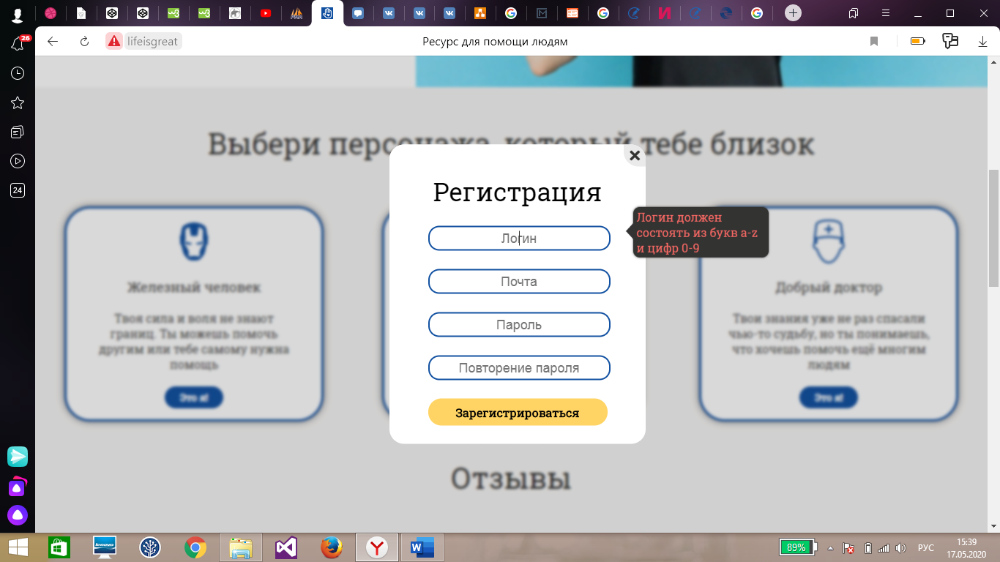 26
lifeisgreat
Ресурс для помощи людям
24
Выбери персонажа, который тебе близок
Регистрация
Логин
Почта
Пароль
Повторение пароля
Зарегистрироваться
Логин должен
состоять из букв a-z
и цифр 0-9
Железный человек
Твоя сила и воля не знают
границ. Ты можешь помочь
другим или тебе самому нужна
помощь
Это я!
Добрый доктор
Твои знания уже не раз спасали
чью-то судьбу, но ты понимаешь,
что хочешь помочь ещё многим
людям
Это я!
Отзывы
lenovo
89%
РУС
15:39
17.05.2020